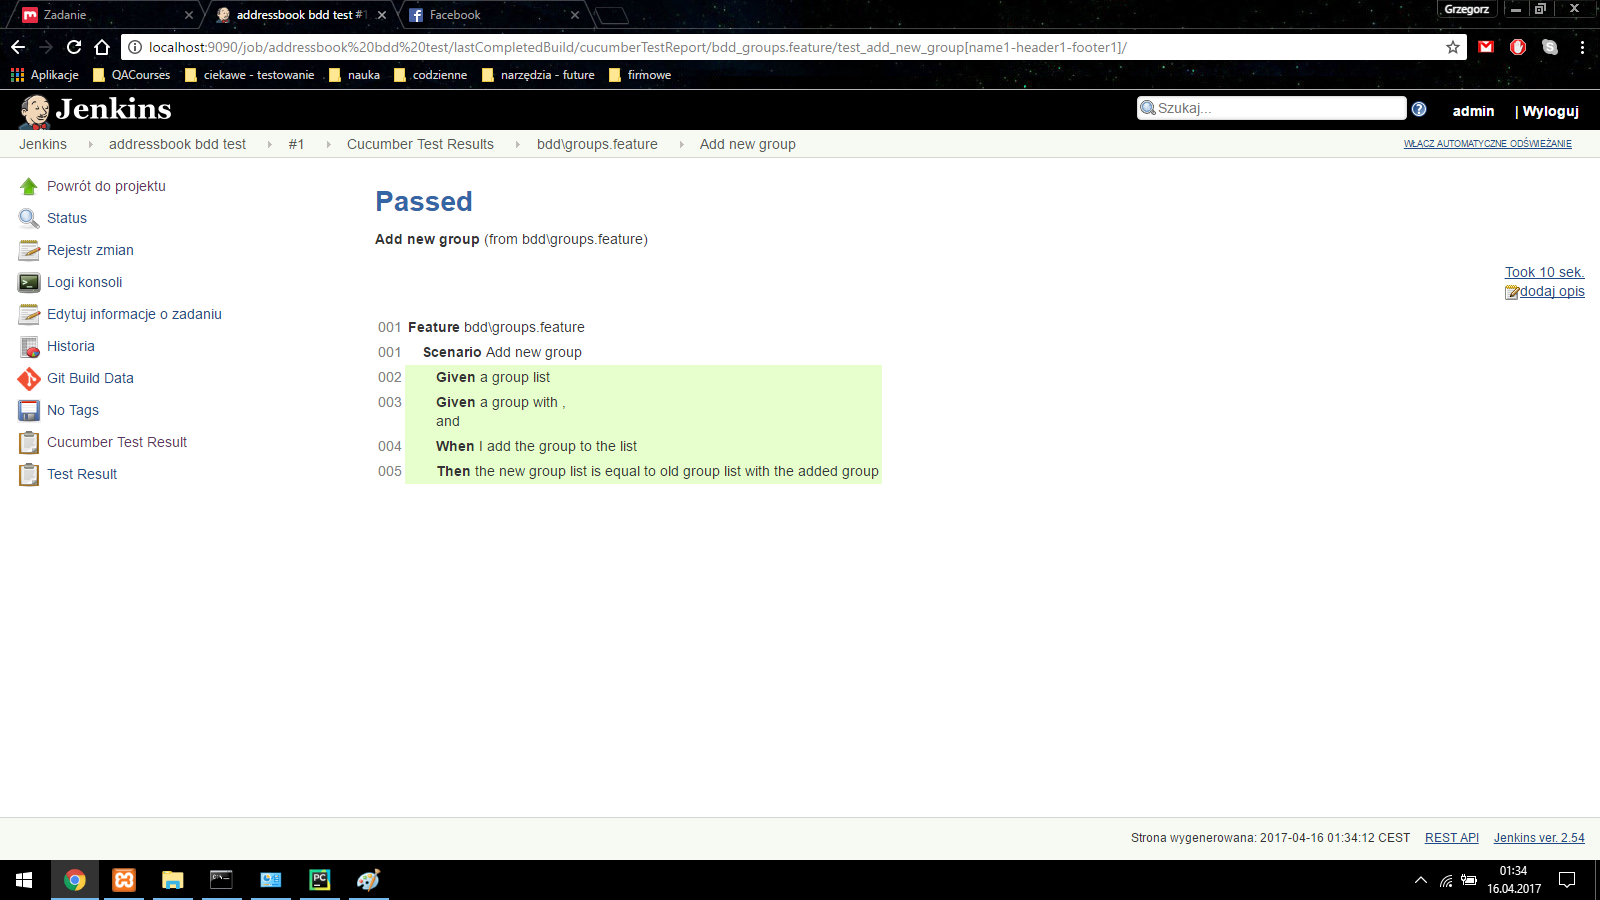 Zadanie
addressbook bdd test #1
Facebook
Grzegorz
localhost:9090/job/addressbook%20bdd%20test/lastCompletedBuild/cucumberTestReport/bdd_groups.feature/test_add_new_group[name1-header1-footer1]/
Aplikacje
QACourses
ciekawe - testowanie
nauka
codzienne
narzędzia - future
firmowe
Jenkins
Szukaj...
admin
| Wyloguj
Jenkins
addressbook bdd test
#1
Cucumber Test Results
bdd\groups.feature
Add new group
WŁĄCZ AUTOMATYCZNE ODŚWIEŻANIE
Powrót do projektu
Status
Rejestr zmian
Logi konsoli
Edytuj informacje o zadaniu
Historia
Git Build Data
No Tags
Cucumber Test Result
Test Result
Passed
Add new group (from bdd\groups.feature)
Took 10 sek.
dodaj opis
001 Feature bdd\groups.feature
001 Scenario Add new group
002 Given a group list
003 Given a group with ,
and
004 When I add the group to the list
005 Then the new group list is equal to old group list with the added group
Strona wygenerowana: 2017-04-16 01:34:12 CEST
REST API
Jenkins ver. 2.54
01:34
16.04.2017